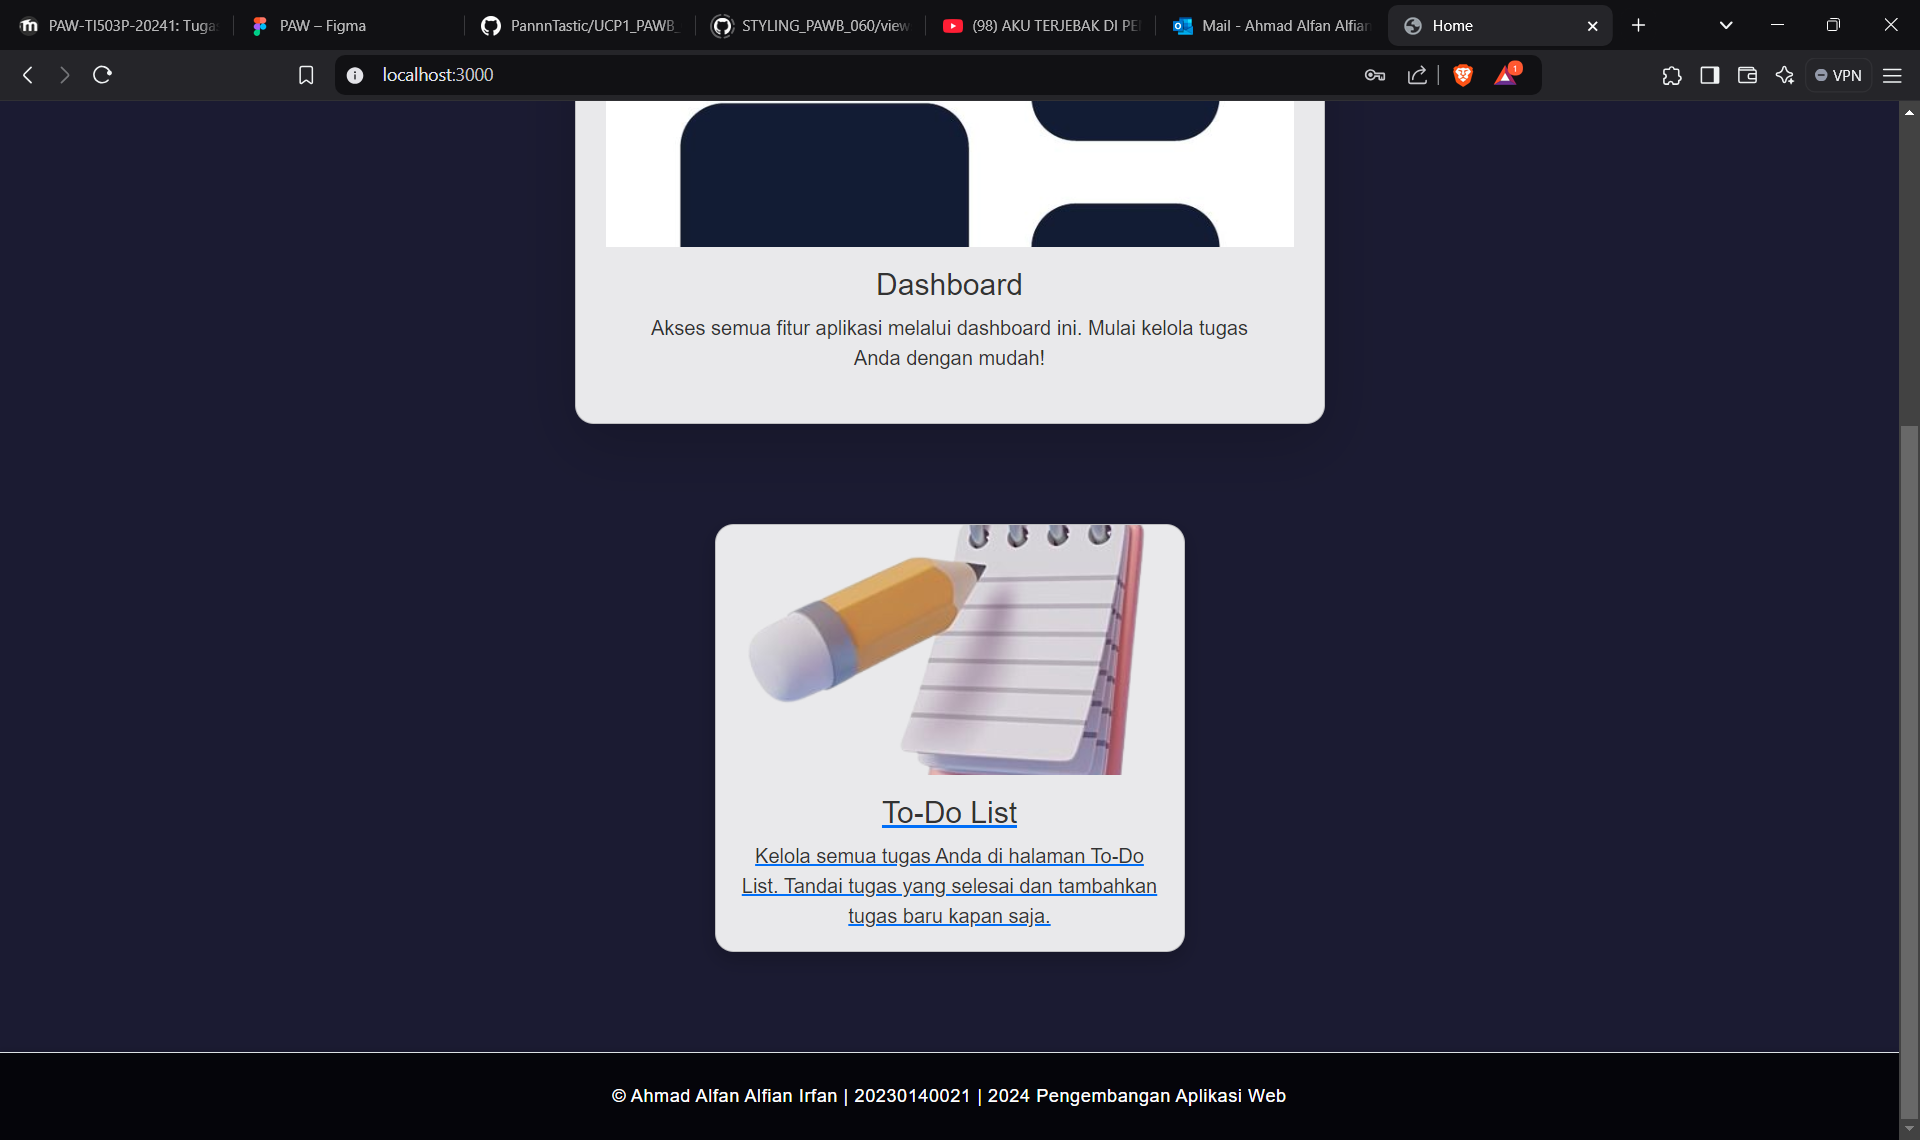 PAW-TI503P-20241: Tuga
PAW – Figma
PannnTastic/UCP1_PAWB_
STYLING_PAWB_060/view
(98) AKU TERJEBAK DI PE
Mail - Ahmad Alfan Alfian
Home
localhost:3000
1
VPN
Dashboard
Akses semua fitur aplikasi melalui dashboard ini. Mulai kelola tugas
Anda dengan mudah!
To-Do List
Kelola semua tugas Anda di halaman To-Do
List. Tandai tugas yang selesai dan tambahkan
tugas baru kapan saja.
© Ahmad Alfan Alfian Irfan | 20230140021 | 2024 Pengembangan Aplikasi Web